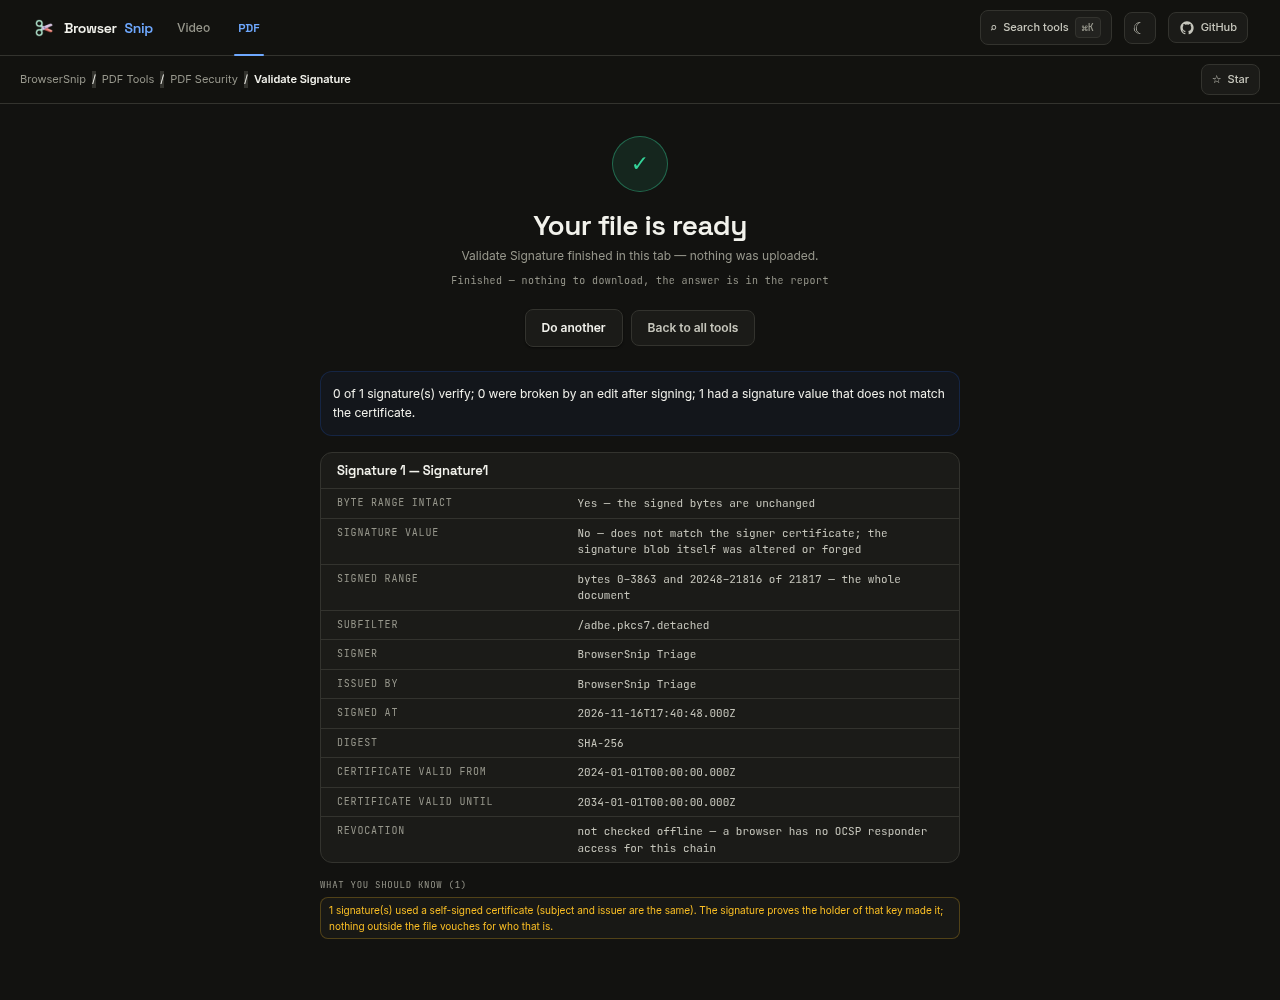 Browser Snip Video PDF Search tools ⌘K GitHub
BrowserSnip / PDF Tools / PDF Security / Validate Signature ☆ Star
✓
Your file is ready
Validate Signature finished in this tab — nothing was uploaded.
Finished — nothing to download, the answer is in the report
Do another Back to all tools
0 of 1 signature(s) verify; 0 were broken by an edit after signing; 1 had a signature value that does not match
the certificate.
Signature 1 — Signature1
BYTE RANGE INTACT Yes — the signed bytes are unchanged
SIGNATURE VALUE No — does not match the signer certificate; the
signature blob itself was altered or forged
SIGNED RANGE bytes 0–3863 and 20248–21816 of 21817 — the whole
document
SUBFILTER /adbe.pkcs7.detached
SIGNER BrowserSnip Triage
ISSUED BY BrowserSnip Triage
SIGNED AT 2026-11-16T17:40:48.000Z
DIGEST SHA-256
CERTIFICATE VALID FROM 2024-01-01T00:00:00.000Z
CERTIFICATE VALID UNTIL 2034-01-01T00:00:00.000Z
REVOCATION not checked offline — a browser has no OCSP responder
access for this chain
WHAT YOU SHOULD KNOW (1)
1 signature(s) used a self-signed certificate (subject and issuer are the same). The signature proves the holder of that key made it;
nothing outside the file vouches for who that is.